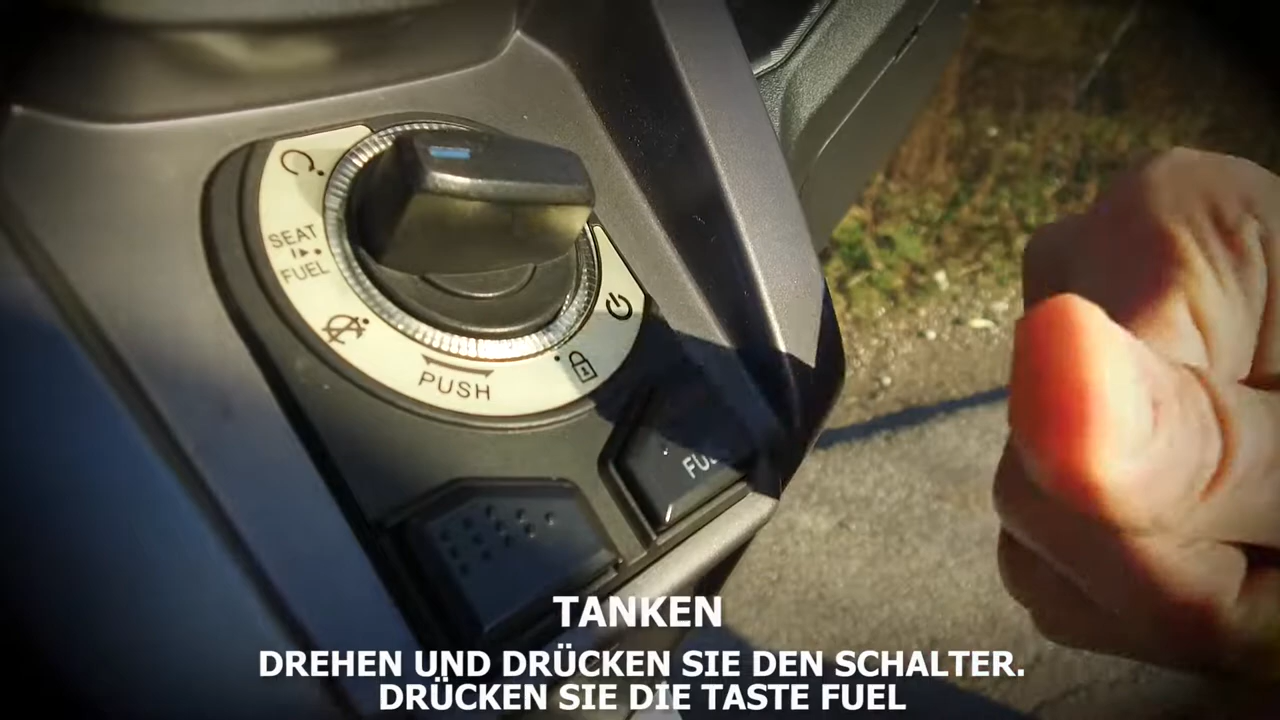 SEAT
FUEL
PUSH
TANKEN
DREHEN UND DRÜCKEN SIE DEN SCHALTER.
DRÜCKEN SIE DIE TASTE FUEL